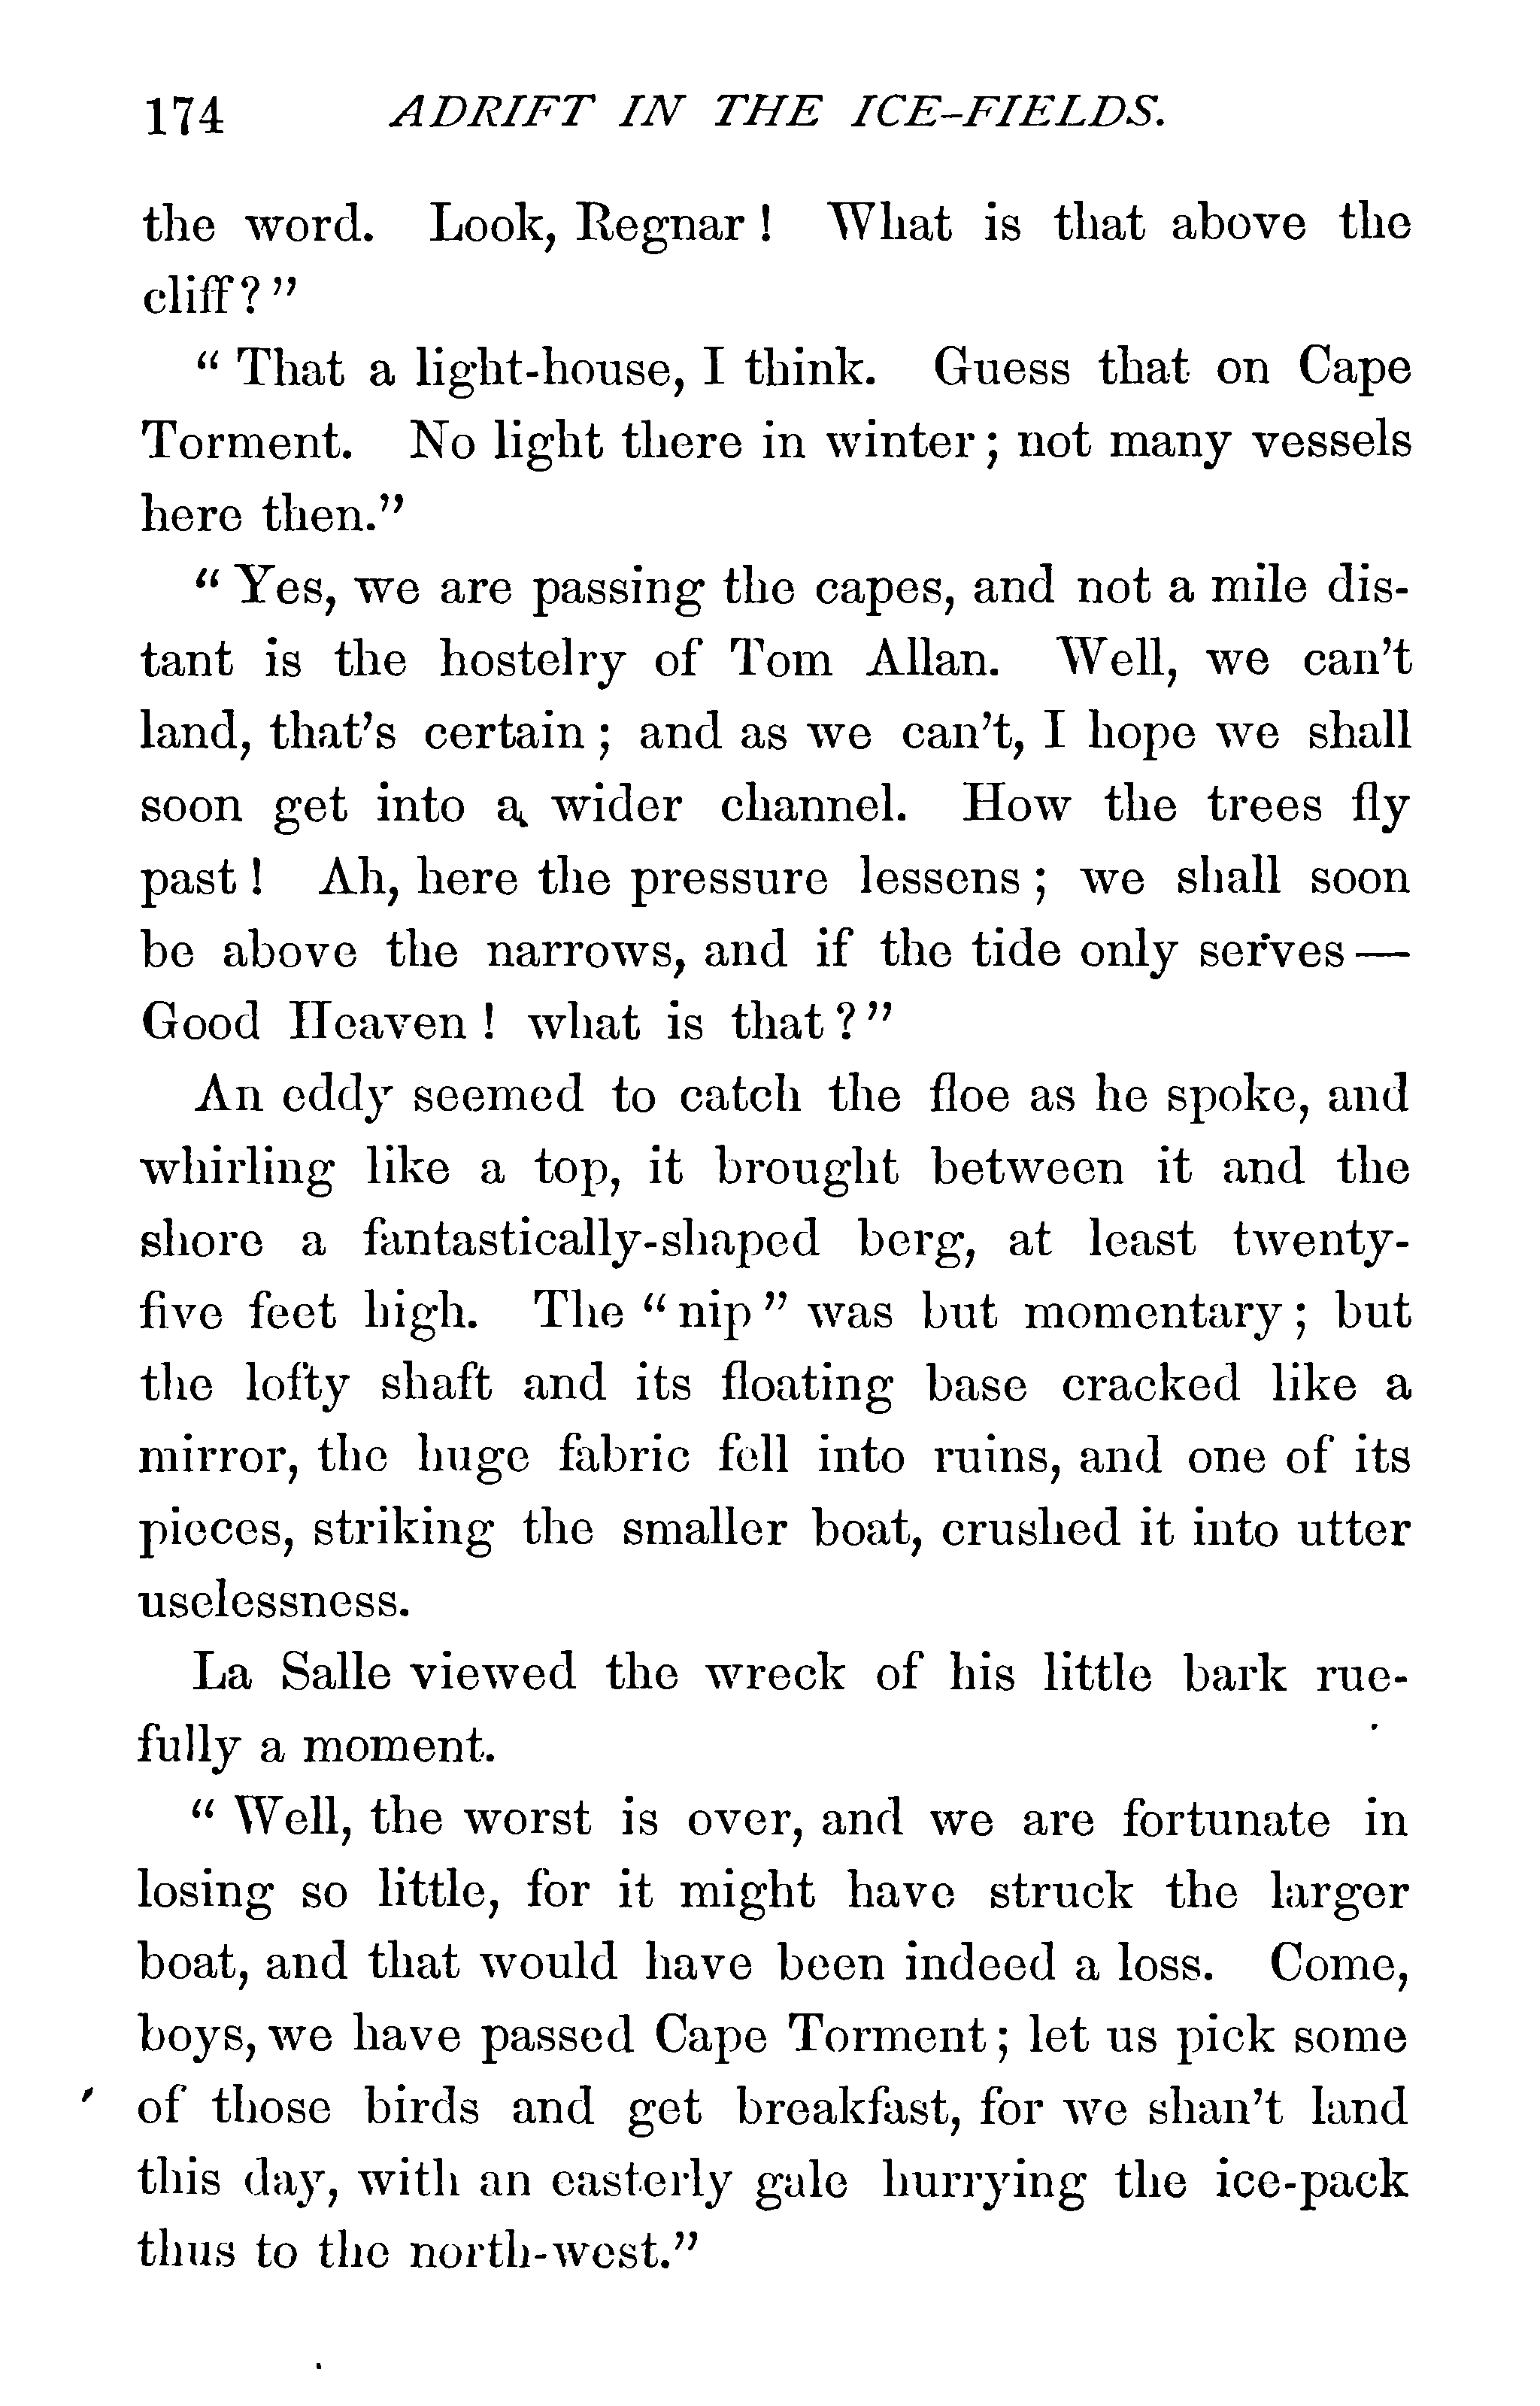 174 ADRIFT IN THE ICE-FIELDS.
the word. Look, Regnar! What is that above the
cliff?"
"That a light-house, I think. Guess that on Cape
Torment. No light there in winter; not many vessels
here then."
"Yes, we are passing the capes, and not a mile dis-
tant is the hostelry of Tom Allan. Well, we can't
land, that's certain; and as we can't, I hope we shall
soon get into a wider channel. How the trees fly
past! Ah, here the pressure lessens; we shall soon
be above the narrows, and if the tide only serves—
Good Heaven! what is that?"
An eddy seemed to catch the floe as he spoke, and
whirling like a top, it brought between it and the
shore a fantastically-shaped berg, at least twenty-
five feet high. The "nip" was but momentary; but
the lofty shaft and its floating base cracked like a
mirror, the huge fabric fell into ruins, and one of its
pieces, striking the smaller boat, crushed it into utter
uselessness.
La Salle viewed the wreck of his little bark rue-
fully a moment.
"Well, the worst is over, and we are fortunate in
losing so little, for it might have struck the larger
boat, and that would have been indeed a loss. Come,
boys, we have passed Cape Torment; let us pick some
of those birds and get breakfast, for we shan't land
this day, with an easterly gale hurrying the ice-pack
thus to the north-west."